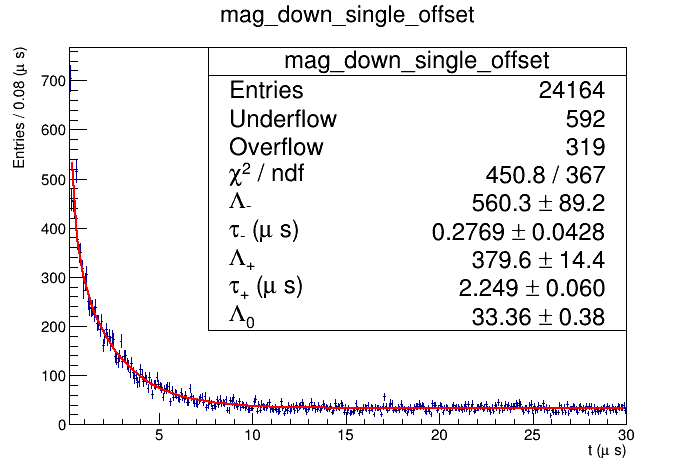 mag_down_single_offset
Entries / 0.08 (μ s)
mag_down_single_offset
Entries 24164
Underflow 592
Overflow 319
χ² / ndf 450.8 / 367
Λ₋ 560.3 ± 89.2
τ₋ (μ s) 0.2769 ± 0.0428
Λ₊ 379.6 ± 14.4
τ₊ (μ s) 2.249 ± 0.060
Λ₀ 33.36 ± 0.38
700
600
500
400
300
200
100
0
5 10 15 20 25 30
t (μ s)